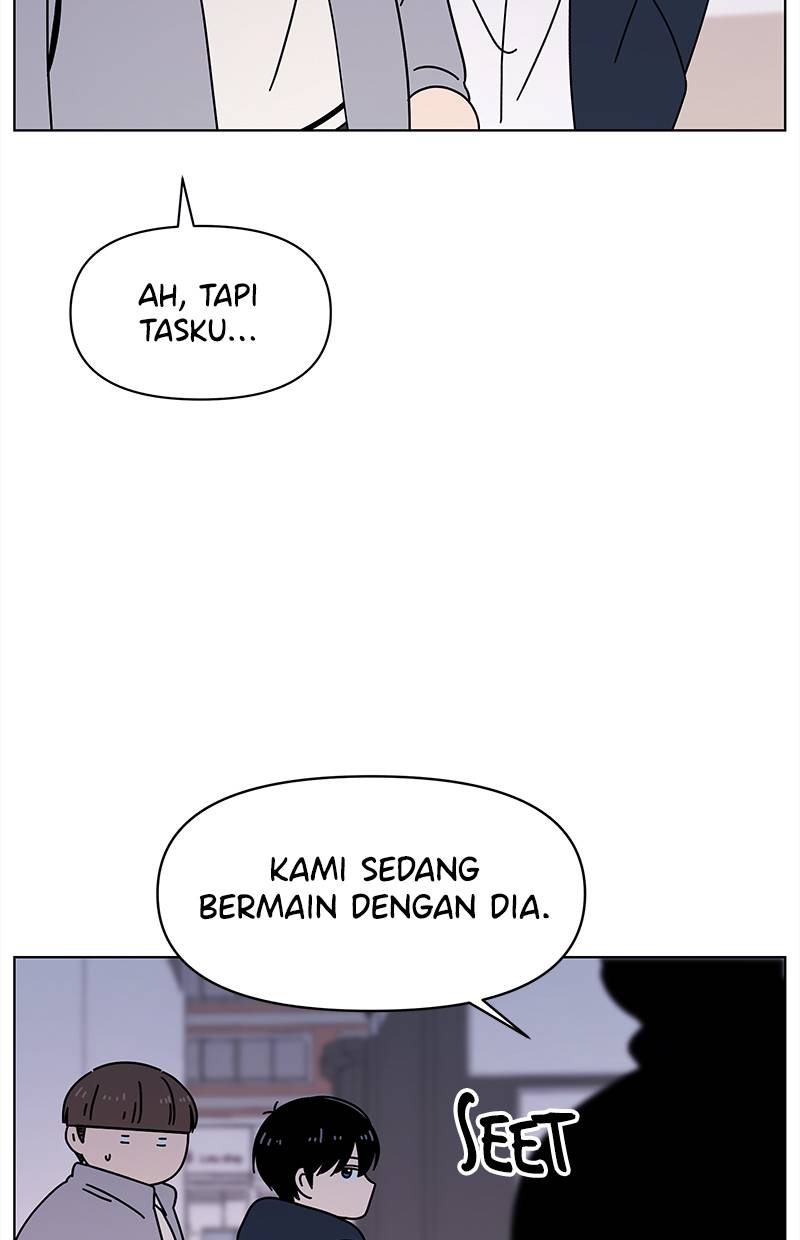 AH, TAPI
TASKU...
KAMI SEDANG
BERMAIN DENGAN DIA.
SEET